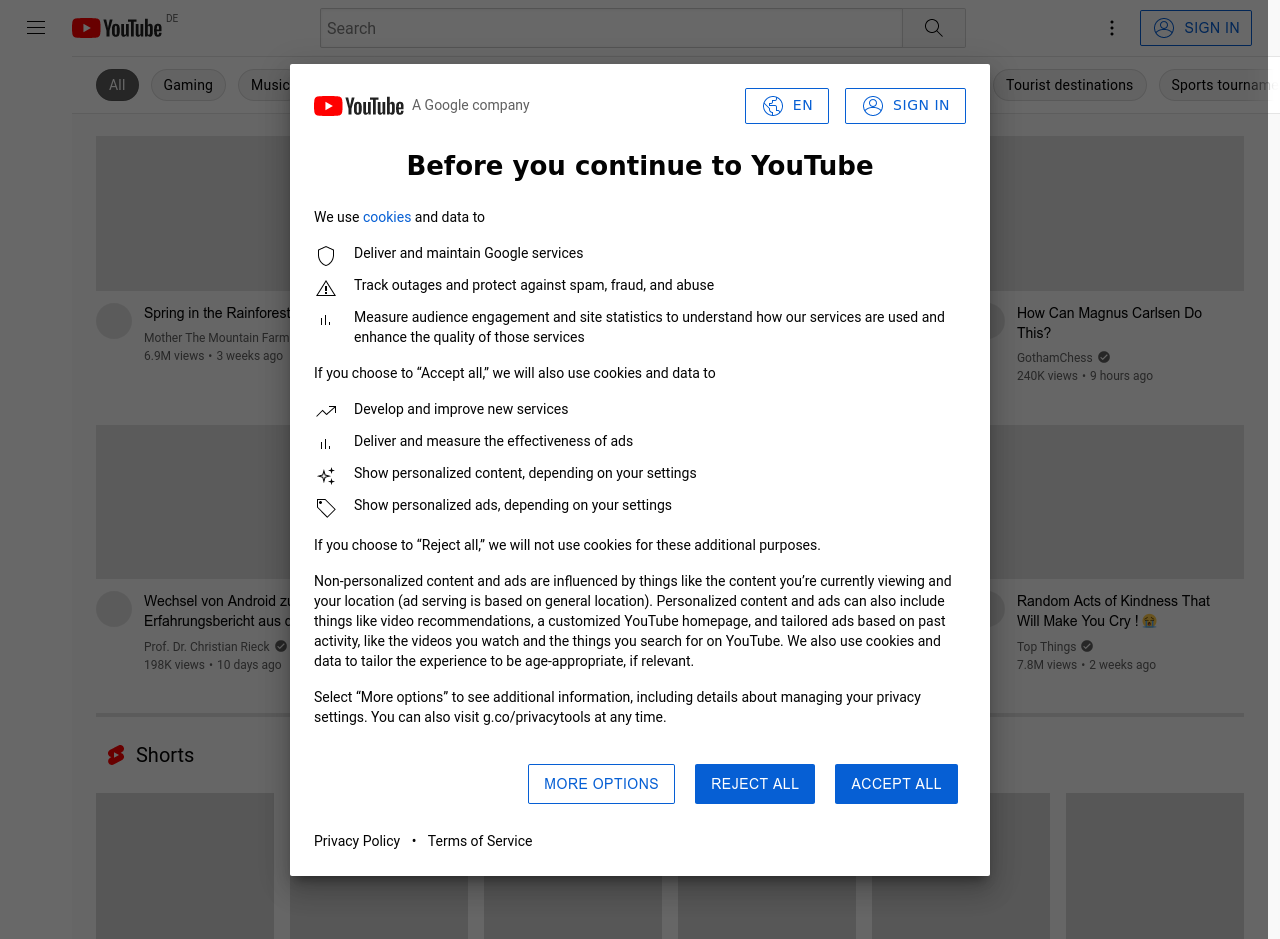 YouTube DE
Search
SIGN IN
All
Gaming
Music
Tourist destinations
Sports tourname
YouTube A Google company
EN
SIGN IN
Before you continue to YouTube
We use cookies and data to
Deliver and maintain Google services
Track outages and protect against spam, fraud, and abuse
Measure audience engagement and site statistics to understand how our services are used and
enhance the quality of those services
If you choose to “Accept all,” we will also use cookies and data to
Develop and improve new services
Deliver and measure the effectiveness of ads
Show personalized content, depending on your settings
Show personalized ads, depending on your settings
If you choose to “Reject all,” we will not use cookies for these additional purposes.
Non-personalized content and ads are influenced by things like the content you’re currently viewing and
your location (ad serving is based on general location). Personalized content and ads can also include
things like video recommendations, a customized YouTube homepage, and tailored ads based on past
activity, like the videos you watch and the things you search for on YouTube. We also use cookies and
data to tailor the experience to be age-appropriate, if relevant.
Select “More options” to see additional information, including details about managing your privacy
settings. You can also visit g.co/privacytools at any time.
MORE OPTIONS
REJECT ALL
ACCEPT ALL
Privacy Policy • Terms of Service
Spring in the Rainforest
Mother The Mountain Farm
6.9M views • 3 weeks ago
How Can Magnus Carlsen Do
This?
GothamChess
240K views • 9 hours ago
Wechsel von Android zu
Erfahrungsbericht aus
Prof. Dr. Christian Rieck
198K views • 10 days ago
Random Acts of Kindness That
Will Make You Cry ! 😭
Top Things
7.8M views • 2 weeks ago
Shorts